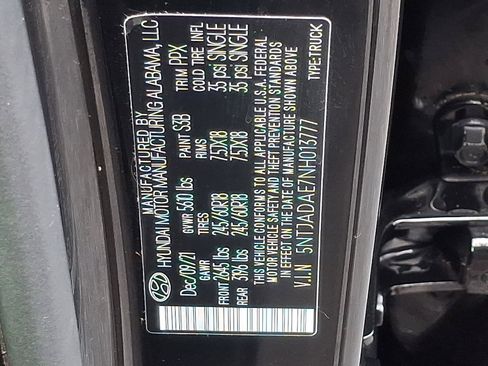 MANUFACTURED BY
HYUNDAI MOTOR MANUFACTURING ALABAMA, LLC
Dec/09/21 GVWR 5610 lbs PAINT S3B TRIM PPX
GAWR TIRES RIMS COLD TIRE INFL
FRONT 2645 lbs 245/60R18 7.5JX18 35 psi SINGLE
REAR 3196 lbs 245/60R18 7.5JX18 35 psi SINGLE
THIS VEHICLE CONFORMS TO ALL APPLICABLE U.S.A. FEDERAL
MOTOR VEHICLE SAFETY AND THEFT PREVENTION STANDARDS
IN EFFECT ON THE DATE OF MANUFACTURE SHOWN ABOVE.
V.I.N 5NTJADAE7NH013777 TYPE:TRUCK